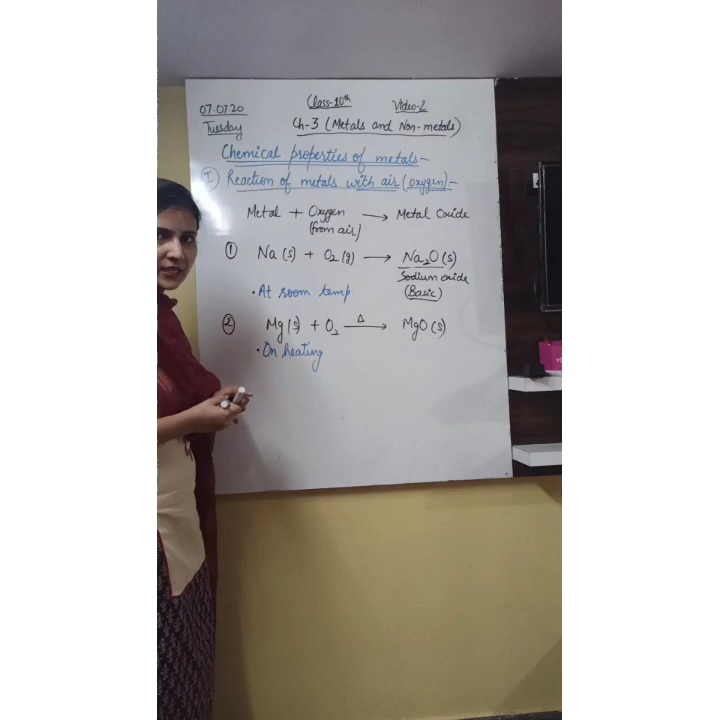 07.07.20 Class-10th Video-2
Tuesday Ch-3 (Metals and Non-metals)
Chemical properties of metals-
I. Reaction of metals with air (oxygen)-
Metal + Oxygen → Metal Oxide
(from air)
① Na(s) + O₂(g) → Na₂O(s)
Sodium oxide
• At room temp. (Basic)
② Mg(s) + O₂ —Δ→ MgO(s)
• On heating